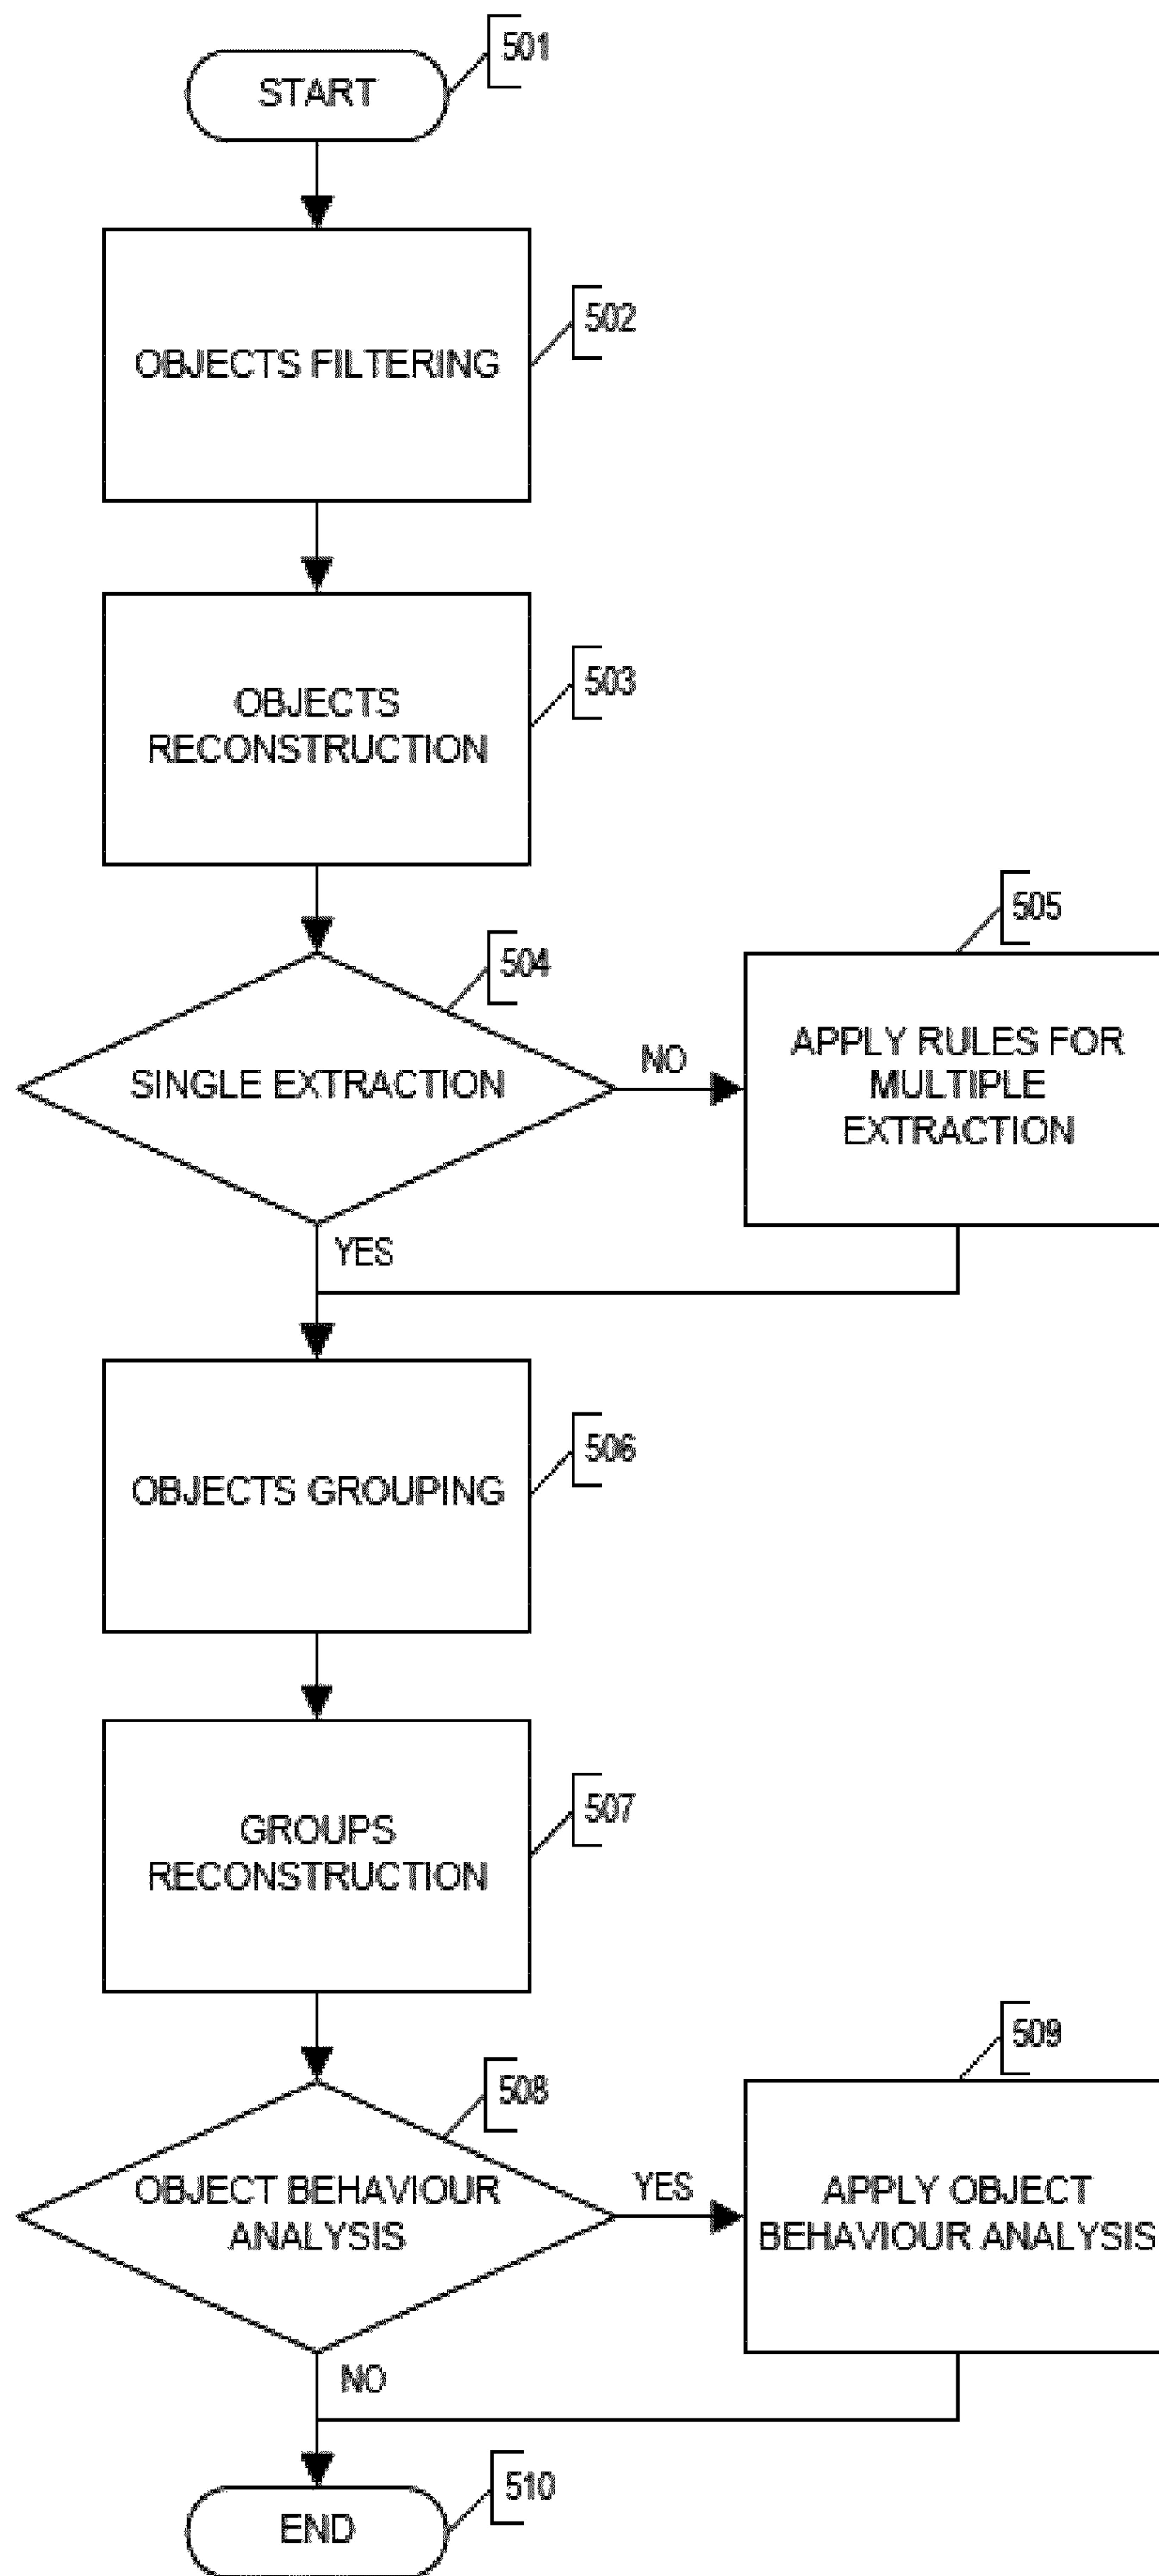 501
START
502
OBJECTS FILTERING
503
OBJECTS
RECONSTRUCTION
504
SINGLE EXTRACTION
NO
505
APPLY RULES FOR
MULTIPLE
EXTRACTION
YES
506
OBJECTS GROUPING
507
GROUPS
RECONSTRUCTION
508
OBJECT BEHAVIOUR
ANALYSIS
YES
509
APPLY OBJECT
BEHAVIOUR ANALYSIS
NO
510
END